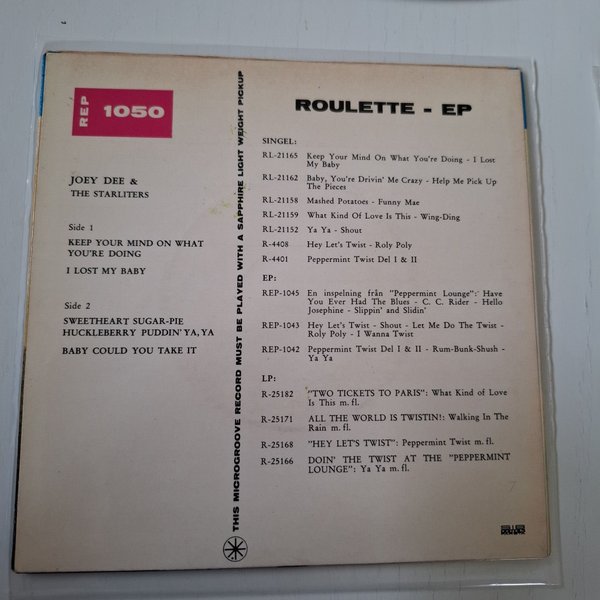 REP 1050
JOEY DEE &
THE STARLITERS
Side 1
KEEP YOUR MIND ON WHAT
YOU'RE DOING
I LOST MY BABY
Side 2
SWEETHEART SUGAR-PIE
HUCKLEBERRY PUDDIN' YA, YA
BABY COULD YOU TAKE IT
THIS MICROGROOVE RECORD MUST BE PLAYED WITH A SAPPHIRE LIGHT WEIGHT PICKUP
ROULETTE - EP
SINGEL:
RL-21165 Keep Your Mind On What You're Doing - I Lost
My Baby
RL-21162 Baby, You're Drivin' Me Crazy - Help Me Pick Up
The Pieces
RL-21158 Mashed Potatoes - Funny Mae
RL-21159 What Kind Of Love Is This - Wing-Ding
RL-21152 Ya Ya - Shout
R-4408 Hey Let's Twist - Roly Poly
R-4401 Peppermint Twist Del I & II
EP:
REP-1045 En inspelning från "Peppermint Lounge": Have
You Ever Had The Blues - C. C. Rider - Hello
Josephine - Slippin' and Slidin'
REP-1043 Hey Let's Twist - Shout - Let Me Do The Twist -
Roly Poly - I Wanna Twist
REP-1042 Peppermint Twist Del I & II - Rum-Bunk-Shush -
Ya Ya
LP:
R-25182 "TWO TICKETS TO PARIS": What Kind of Love
Is This m. fl.
R-25171 ALL THE WORLD IS TWISTIN!: Walking In The
Rain m. fl.
R-25168 "HEY LET'S TWIST": Peppermint Twist m. fl.
R-25166 DOIN' THE TWIST AT THE "PEPPERMINT
LOUNGE": Ya Ya m. fl.
7